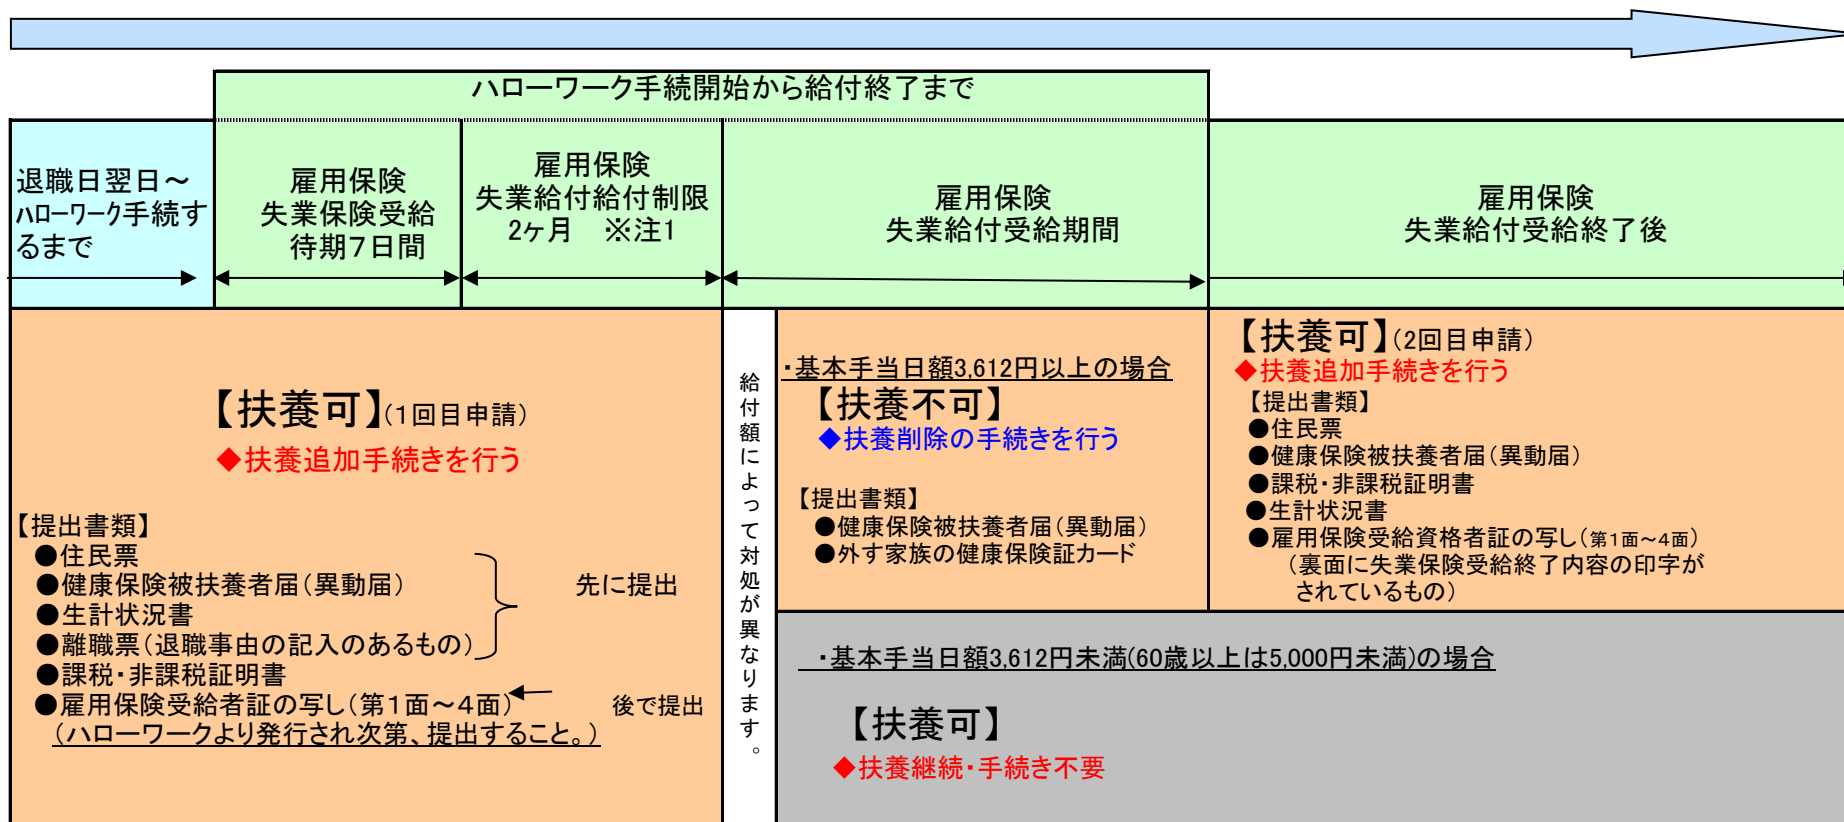 ハローワーク手続開始から給付終了まで
退職日翌日～
ﾊﾛｰﾜｰｸ手続す
るまで
雇用保険
失業保険受給
待期７日間
雇用保険
失業給付給付制限
2ヶ月　※注1
雇用保険
失業給付受給期間
雇用保険
失業給付受給終了後
【扶養可】(1回目申請)
◆扶養追加手続きを行う
【提出書類】
●住民票
●健康保険被扶養者届(異動届)
●生計状況書
●離職票(退職事由の記入のあるもの)
先に提出
●課税・非課税証明書
●雇用保険受給者証の写し(第１面～４面)
後で提出
(ハローワークより発行され次第、提出すること。)
給付額によって対処が異なります。
・基本手当日額3,612円以上の場合
【扶養不可】
◆扶養削除の手続きを行う
【提出書類】
●健康保険被扶養者届(異動届)
●外す家族の健康保険証カード
【扶養可】(2回目申請)
◆扶養追加手続きを行う
【提出書類】
●住民票
●健康保険被扶養者届(異動届)
●課税・非課税証明書
●生計状況書
●雇用保険受給資格者証の写し(第1面～4面)
(裏面に失業保険受給終了内容の印字が
されているもの)
・基本手当日額3,612円未満(60歳以上は5,000円未満)の場合
【扶養可】
◆扶養継続・手続き不要